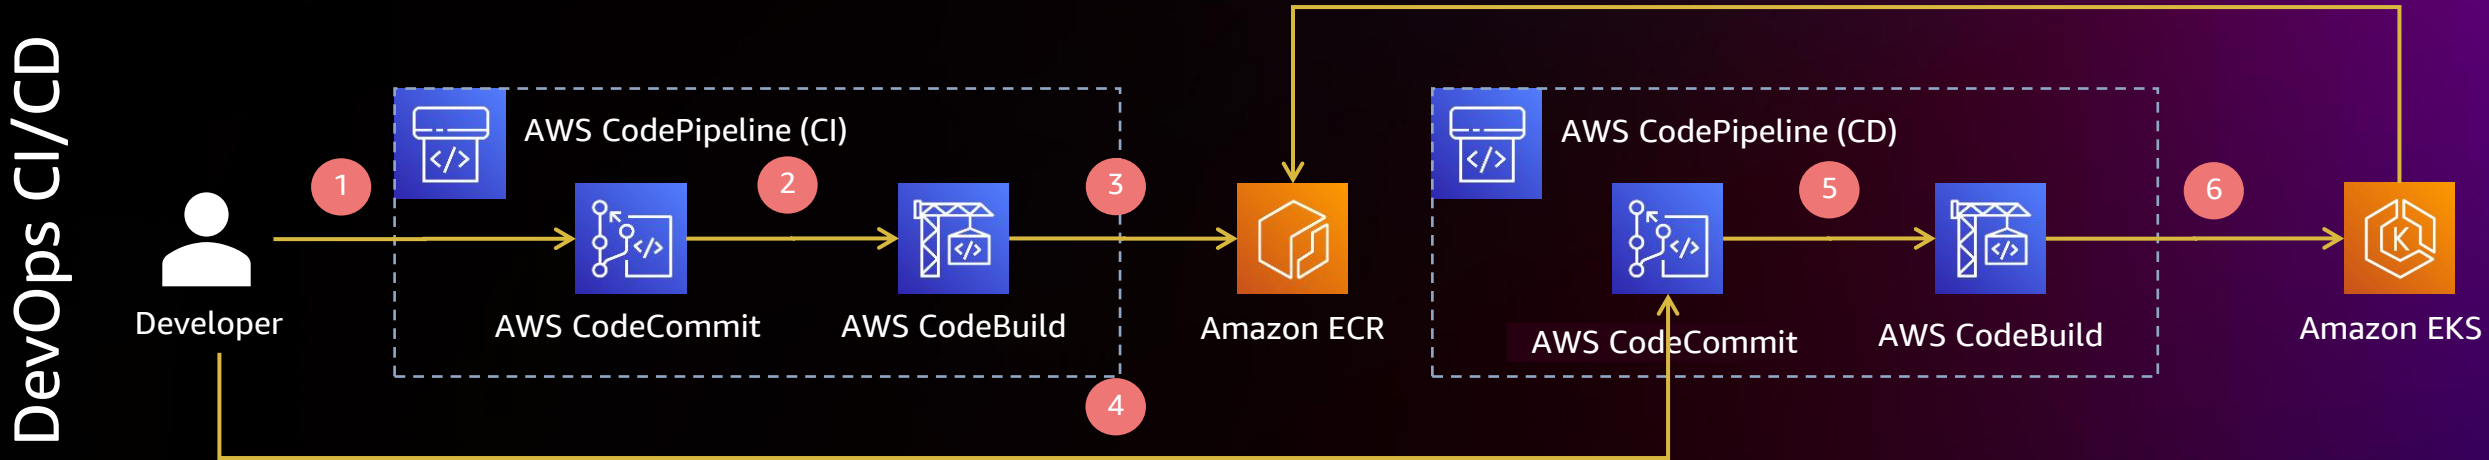 DevOps CI/CD
AWS CodePipeline (CI)
AWS CodePipeline (CD)
1
2
3
5
6
</>
</>
</>
</>
</>
</>
K
Developer
AWS CodeCommit
AWS CodeBuild
Amazon ECR
AWS CodeCommit
AWS CodeBuild
Amazon EKS
4